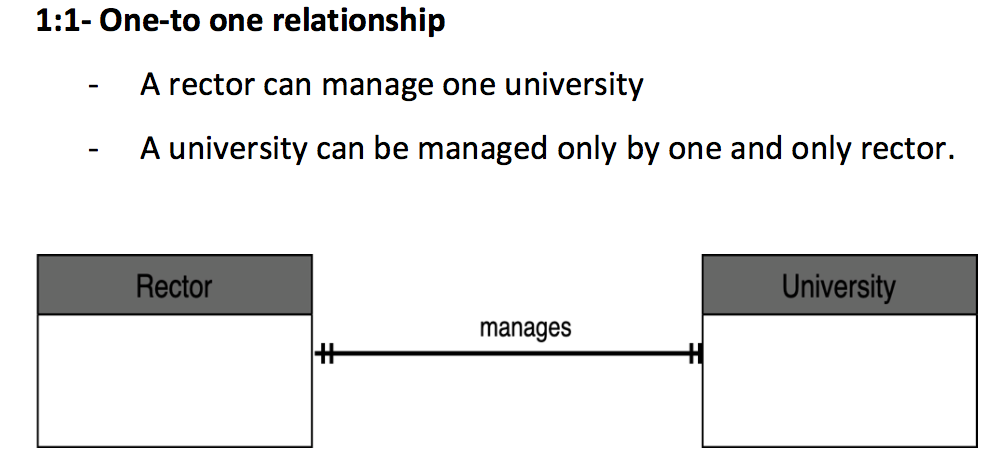 1:1- One-to one relationship
- A rector can manage one university
- A university can be managed only by one and only rector.
Rector
University
manages